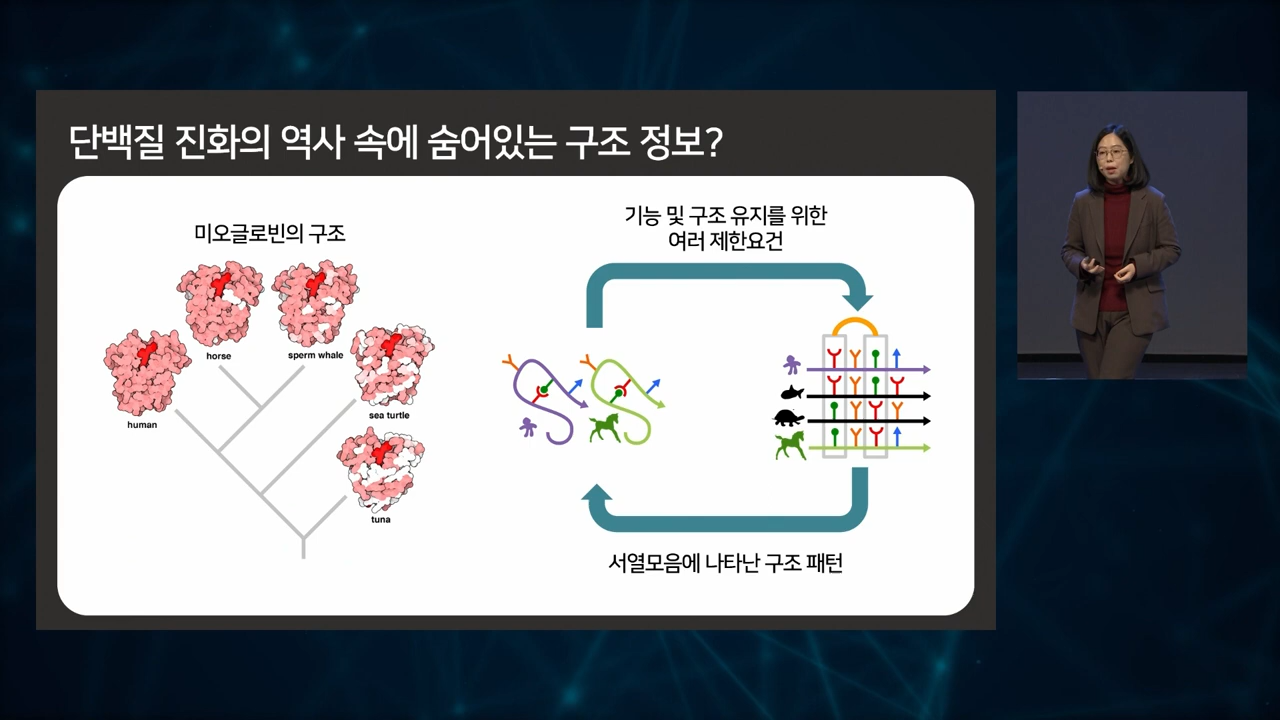 단백질 진화의 역사 속에 숨어있는 구조 정보?
미오글로빈의 구조
horse
sperm whale
human
sea turtle
tuna
기능 및 구조 유지를 위한
여러 제한요건
서열모음에 나타난 구조 패턴